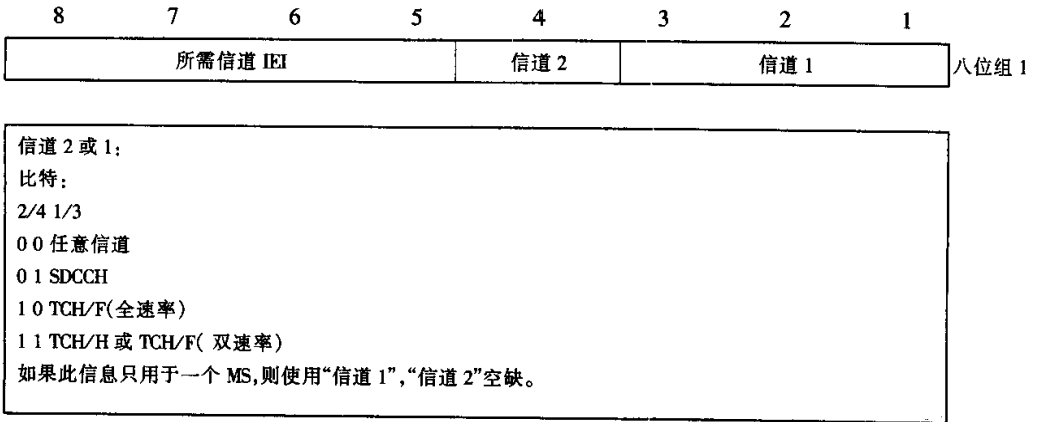 8 7 6 5 4 3 2 1
所需信道 IEI 信道 2 信道 1 八位组 1
信道 2 或 1:
比特:
2/4 1/3
0 0 任意信道
0 1 SDCCH
1 0 TCH/F(全速率)
1 1 TCH/H 或 TCH/F( 双速率)
如果此信息只用于一个 MS,则使用“信道 1”,“信道 2”空缺。